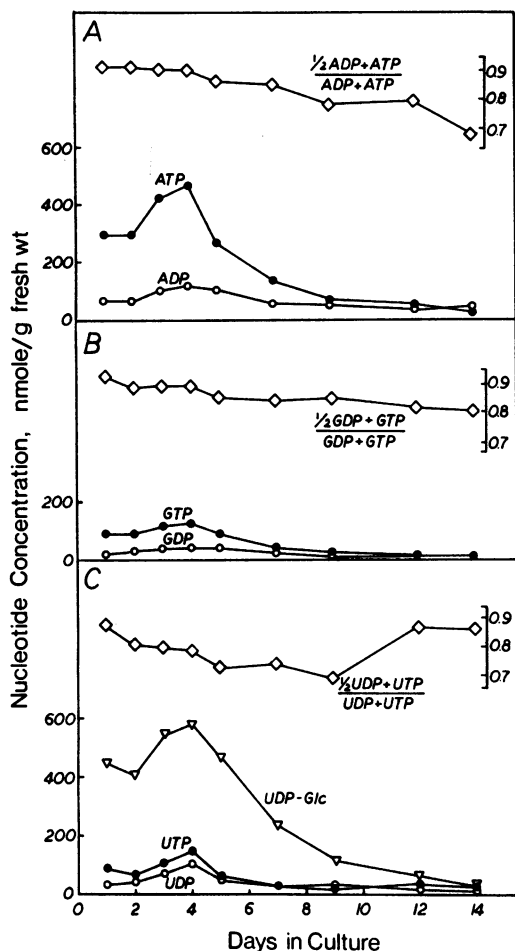 A
½ADP+ATP
ADP+ATP
0.9
0.8
0.7
600
400
200
0
ATP
ADP
B
½GDP+GTP
GDP+GTP
0.9
0.8
0.7
200
0
GTP
GDP
C
½UDP+UTP
UDP+UTP
0.9
0.8
0.7
600
400
200
0
UDP-Glc
UTP
UDP
0 2 4 6 8 10 12 14
Days in Culture
Nucleotide Concentration, nmole/g fresh wt